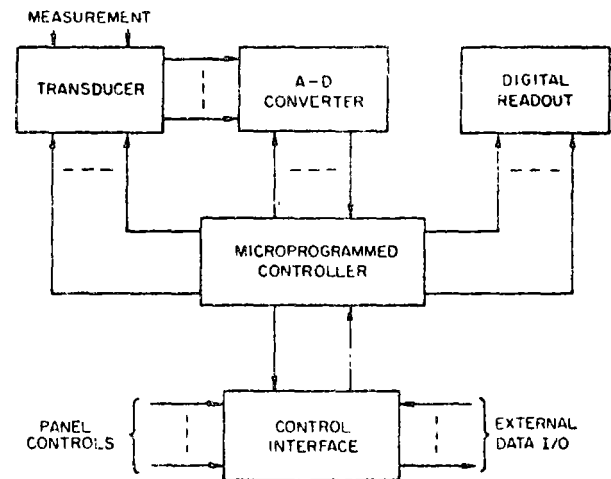 MEASUREMENT
TRANSDUCER
A-D
CONVERTER
DIGITAL
READOUT
MICROPROGRAMMED
CONTROLLER
PANEL
CONTROLS
CONTROL
INTERFACE
EXTERNAL
DATA I/O